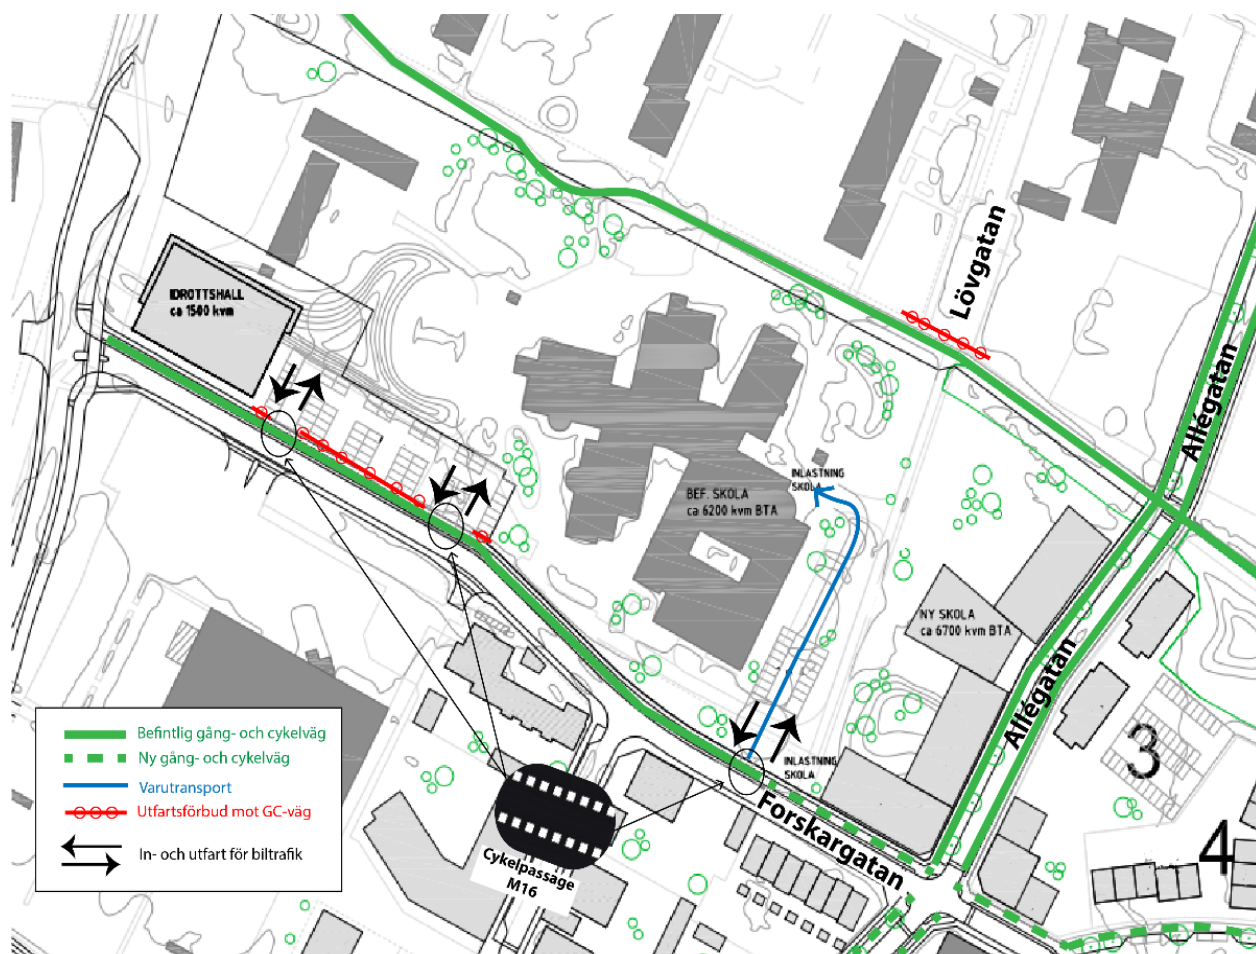 Lövgatan
IDROTTSHALL
ca 1500 kvm
Allégatan
INLASTNING
SKOLA
BEF. SKOLA
ca 6200 kvm BTA
NY SKOLA
ca 6700 kvm BTA
Allégatan
3
INLASTNING
SKOLA
Forskargatan
4
Cykelpassage
M16
Befintlig gång- och cykelväg
Ny gång- och cykelväg
Varutransport
Utfartsförbud mot GC-väg
In- och utfart för biltrafik